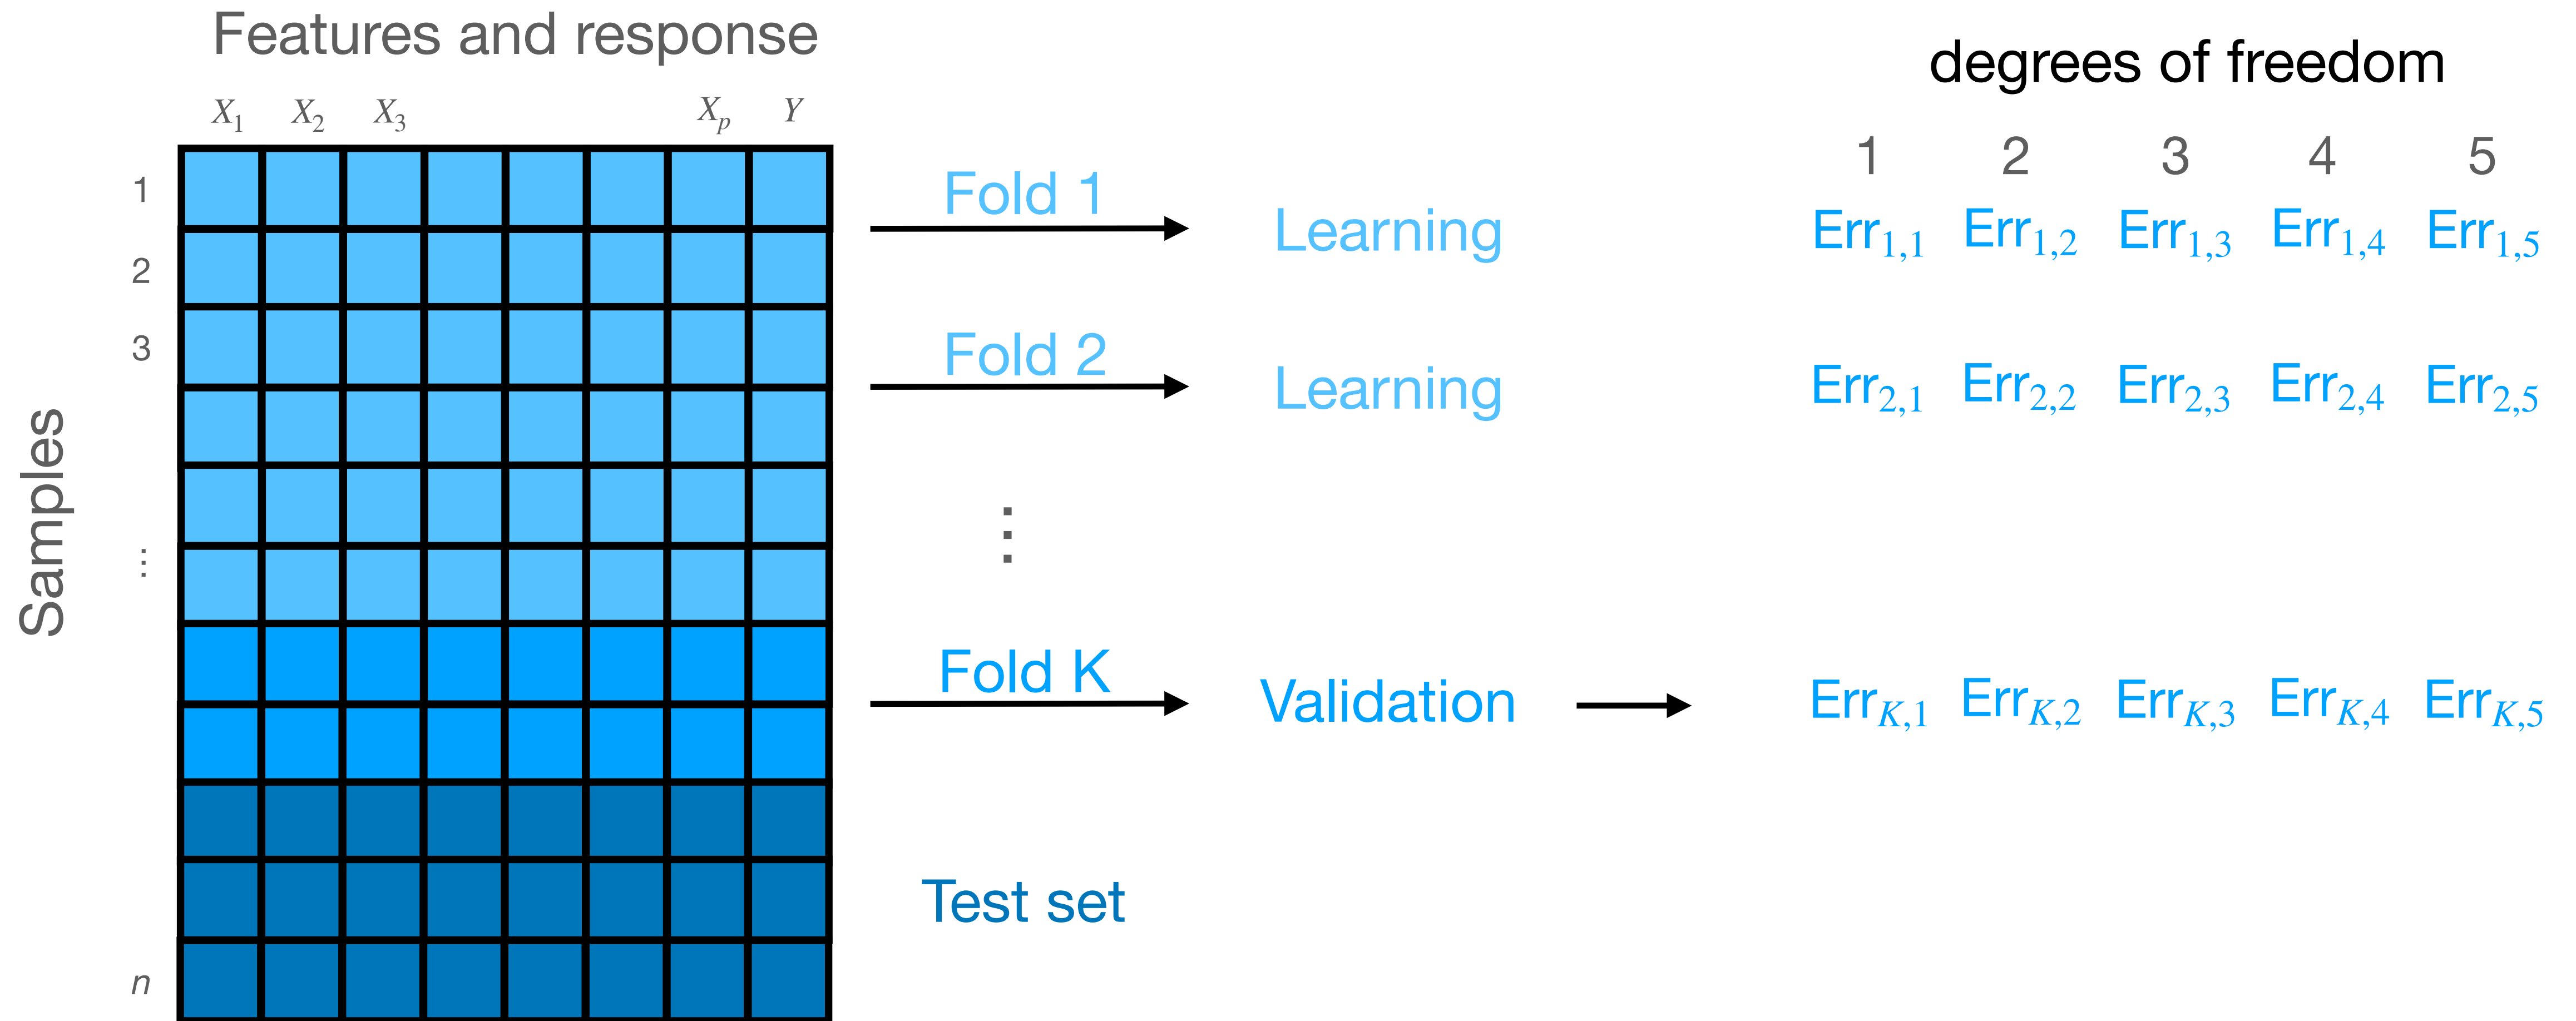 Features and response
X1 X2 X3 Xp Y
1
2
3
⋮
n
Samples
Fold 1
Learning
Fold 2
Learning
⋮
Fold K
Validation
Test set
degrees of freedom
1 2 3 4 5
Err1,1 Err1,2 Err1,3 Err1,4 Err1,5
Err2,1 Err2,2 Err2,3 Err2,4 Err2,5
ErrK,1 ErrK,2 ErrK,3 ErrK,4 ErrK,5